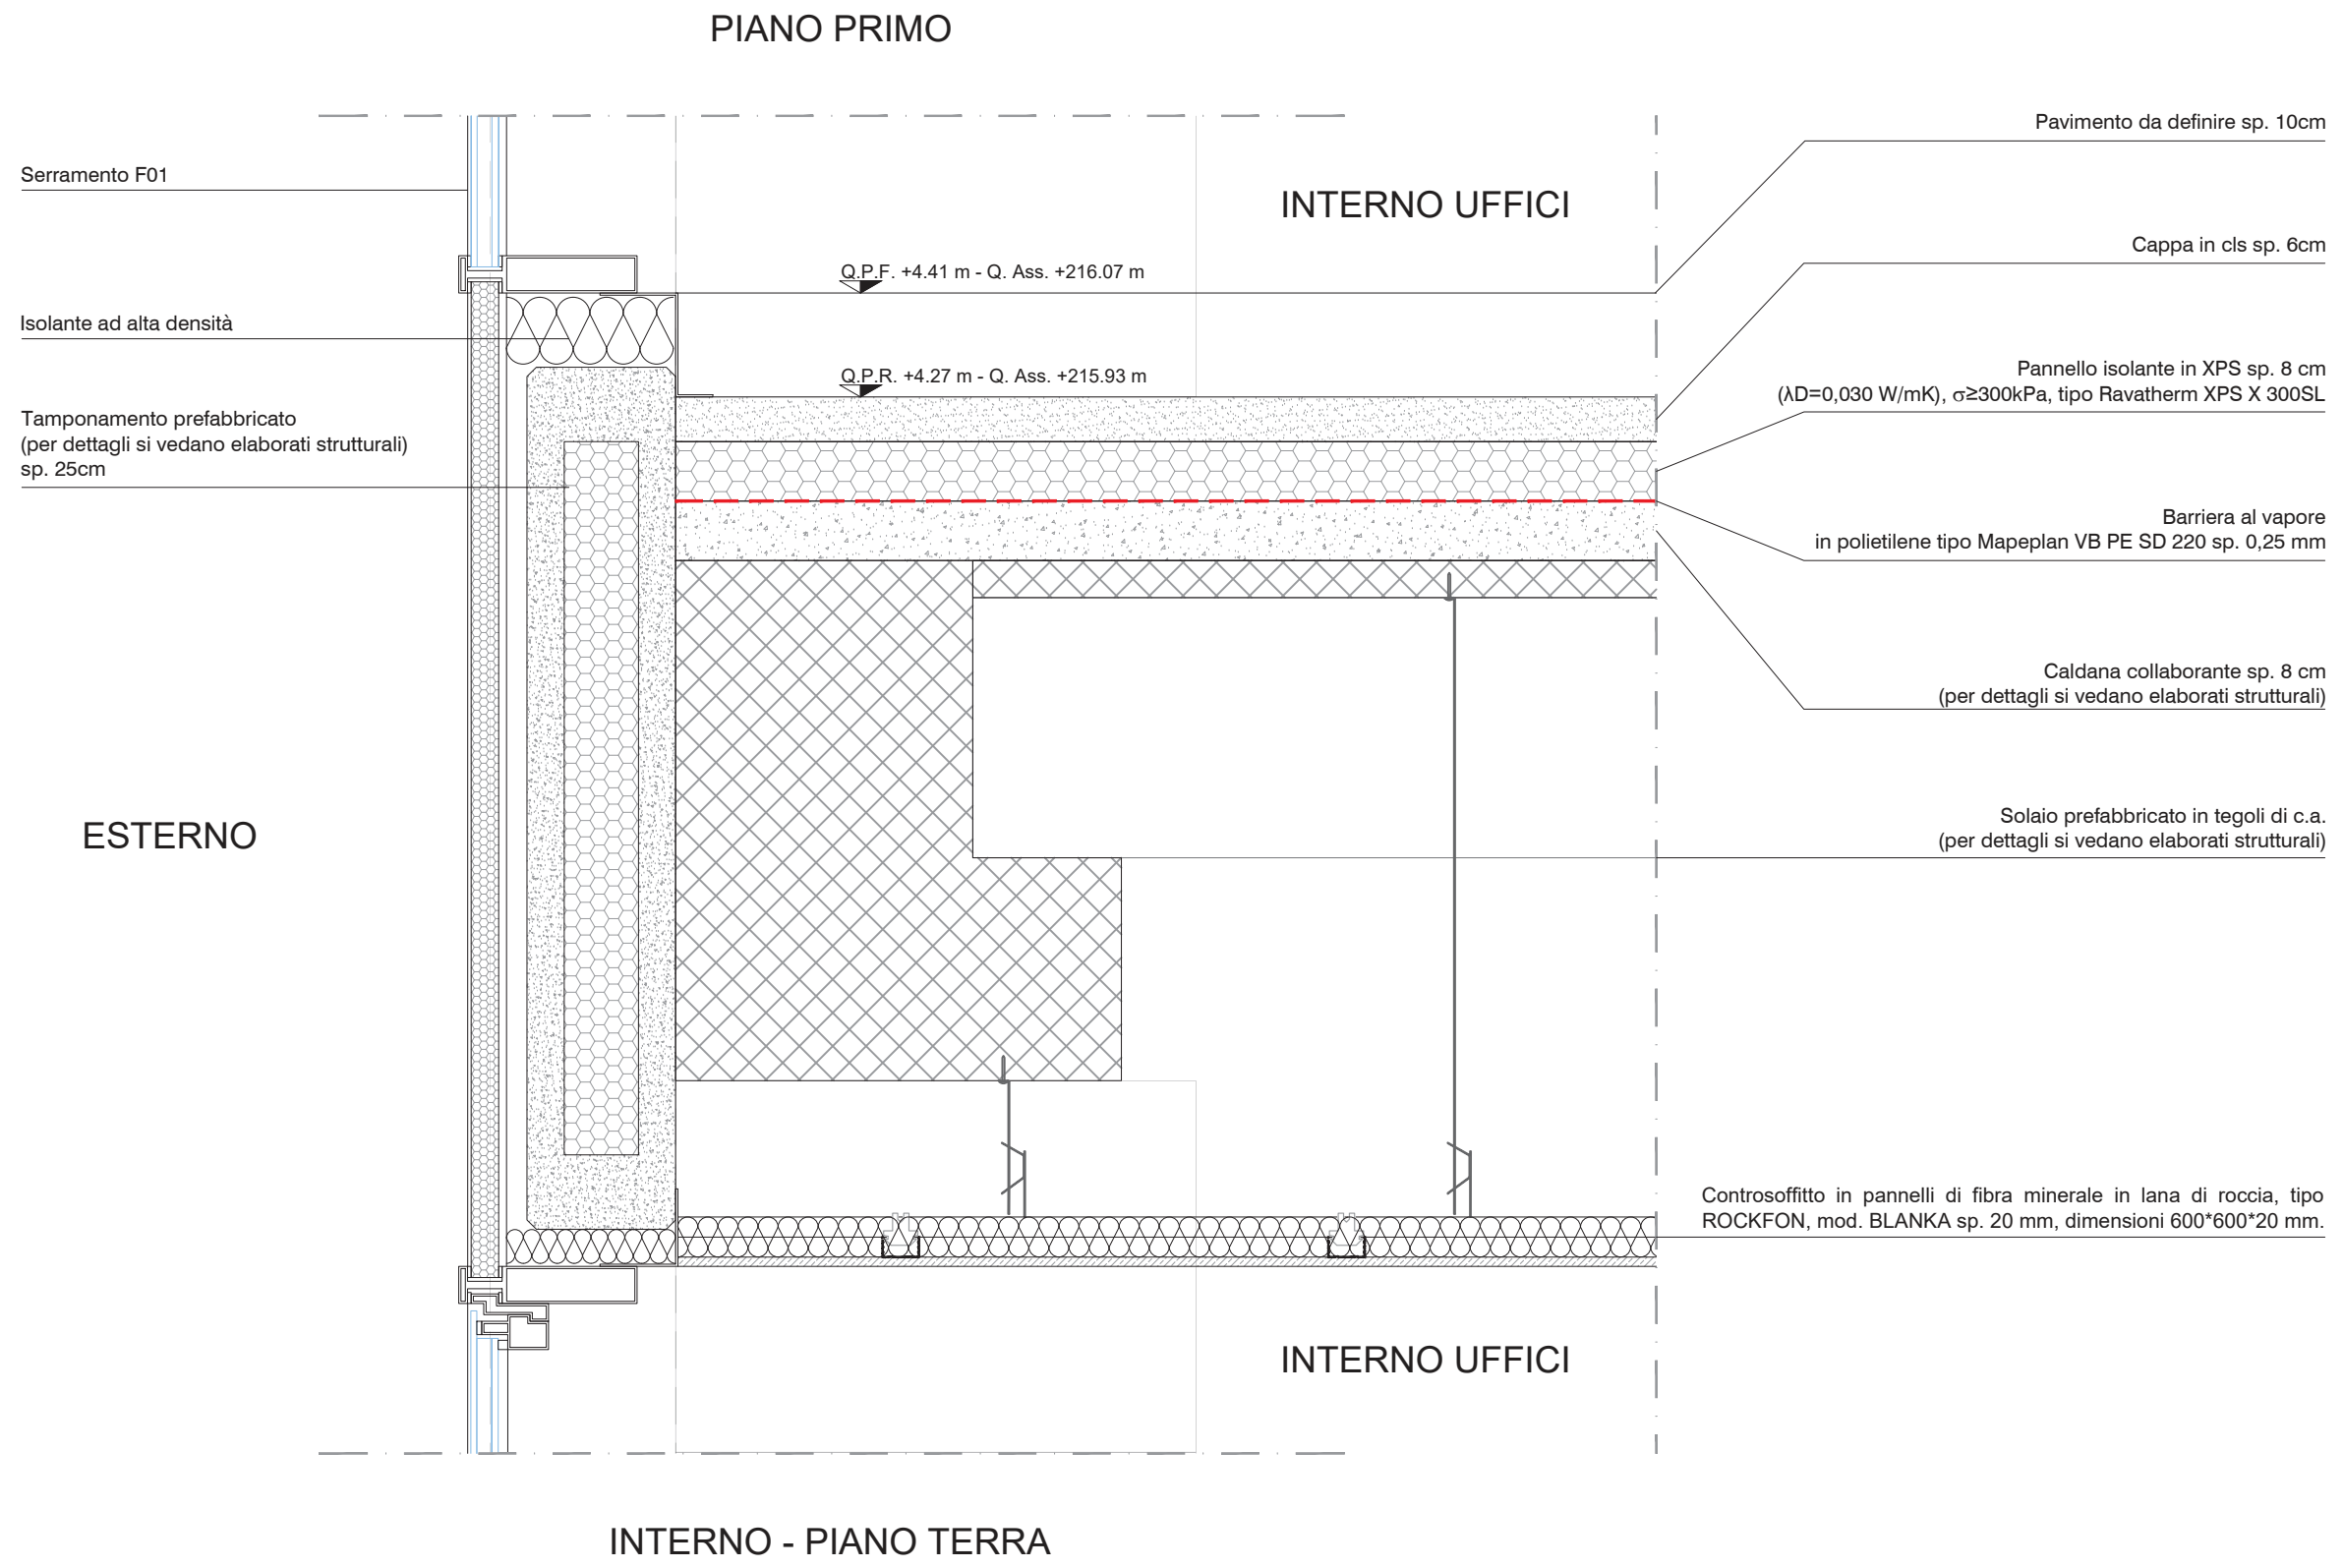 PIANO PRIMO
Serramento F01
Isolante ad alta densità
Tamponamento prefabbricato
(per dettagli si vedano elaborati strutturali)
sp. 25cm
ESTERNO
INTERNO UFFICI
Q.P.F. +4.41 m - Q. Ass. +216.07 m
Q.P.R. +4.27 m - Q. Ass. +215.93 m
Pavimento da definire sp. 10cm
Cappa in cls sp. 6cm
Pannello isolante in XPS sp. 8 cm
(λD=0,030 W/mK), σ≥300kPa, tipo Ravatherm XPS X 300SL
Barriera al vapore
in polietilene tipo Mapeplan VB PE SD 220 sp. 0,25 mm
Caldana collaborante sp. 8 cm
(per dettagli si vedano elaborati strutturali)
Solaio prefabbricato in tegoli di c.a.
(per dettagli si vedano elaborati strutturali)
Controsoffitto in pannelli di fibra minerale in lana di roccia, tipo
ROCKFON, mod. BLANKA sp. 20 mm, dimensioni 600*600*20 mm.
INTERNO UFFICI
INTERNO - PIANO TERRA